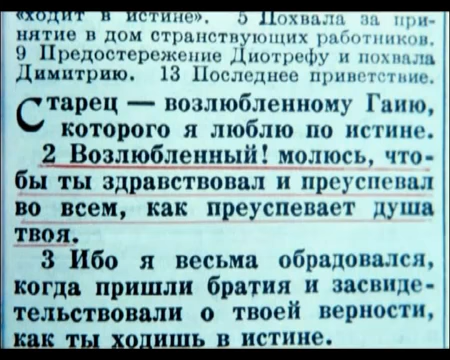 «ходит в истине». 5 Похвала за при-
нятие в дом странствующих работников.
9 Предостережение Диотрефу и похвала
Димитрию. 13 Последнее приветствие.
Старец — возлюбленному Гаию,
которого я люблю по истине.
2 Возлюбленный! молюсь, что-
бы ты здравствовал и преуспевал
во всем, как преуспевает душа
твоя.
3 Ибо я весьма обрадовался,
когда пришли братия и засвиде-
тельствовали о твоей верности,
как ты ходишь в истине.